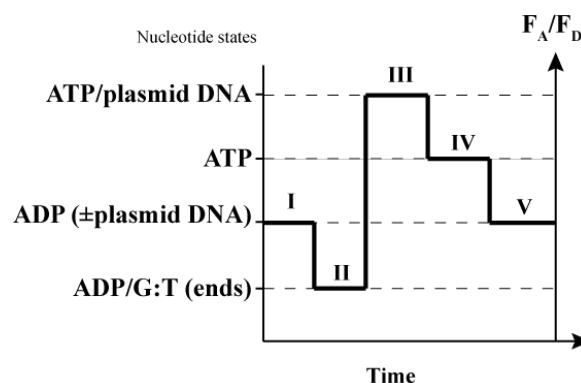 Nucleotide states
F_A/F_D
ATP/plasmid DNA
III
ATP
IV
ADP (±plasmid DNA)
I
V
ADP/G:T (ends)
II
Time